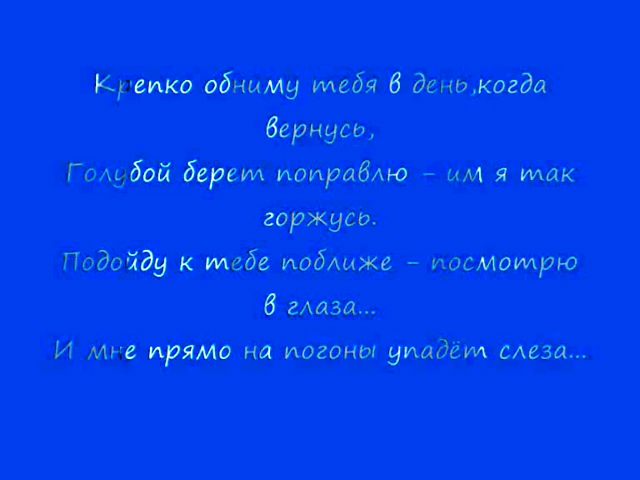 Крепко обниму тебя в день,когда
вернусь,
Голубой берет поправлю – им я так
горжусь.
Подойду к тебе поближе – посмотрю
в глаза...
И мне прямо на погоны упадёт слеза...